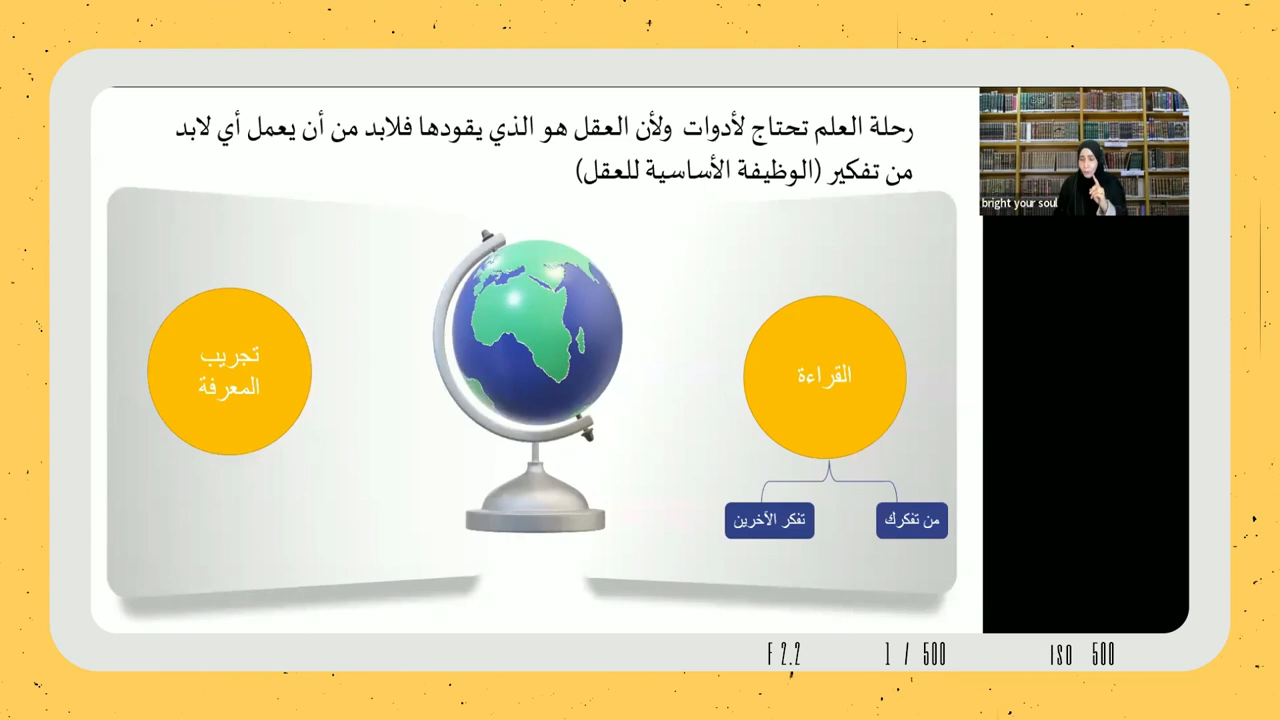 رحلة العلم تحتاج لأدوات ولأن العقل هو الذي يقودها فلابد من أن يعمل أي لابد
من تفكير (الوظيفة الأساسية للعقل)
bright your soul
القراءة
تجريب
المعرفة
من تفكرك
تفكر الآخرين
F 2.2
1 / 500
ISO 500